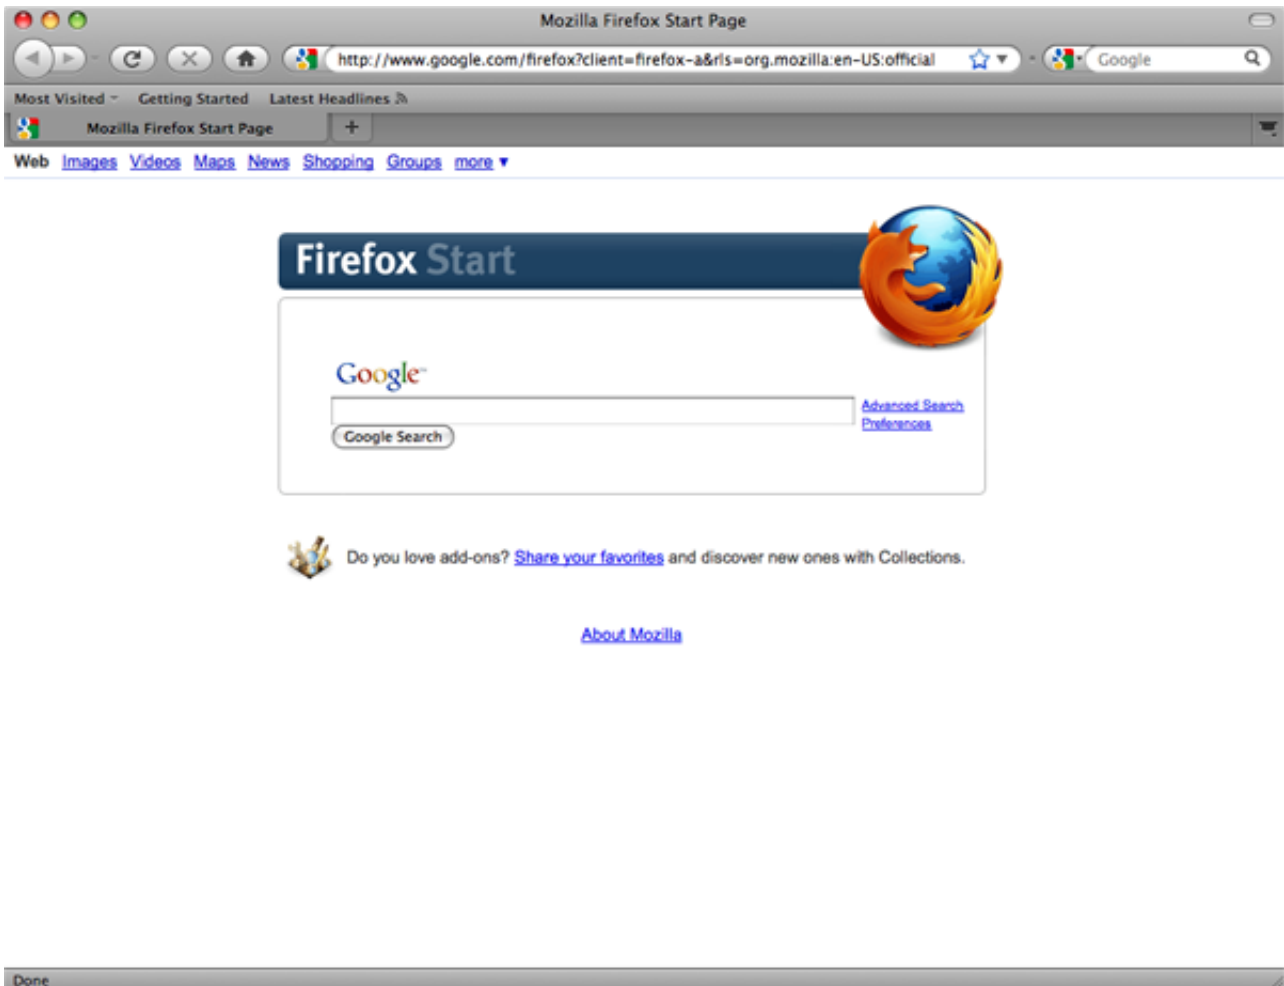 Mozilla Firefox Start Page
http://www.google.com/firefox?client=firefox-a&rls=org.mozilla:en-US:official Google
Most Visited Getting Started Latest Headlines
Mozilla Firefox Start Page +
Web Images Videos Maps News Shopping Groups more ▼
Firefox Start
Google™
Advanced Search
Preferences
Google Search
Do you love add-ons? Share your favorites and discover new ones with Collections.
About Mozilla
Done